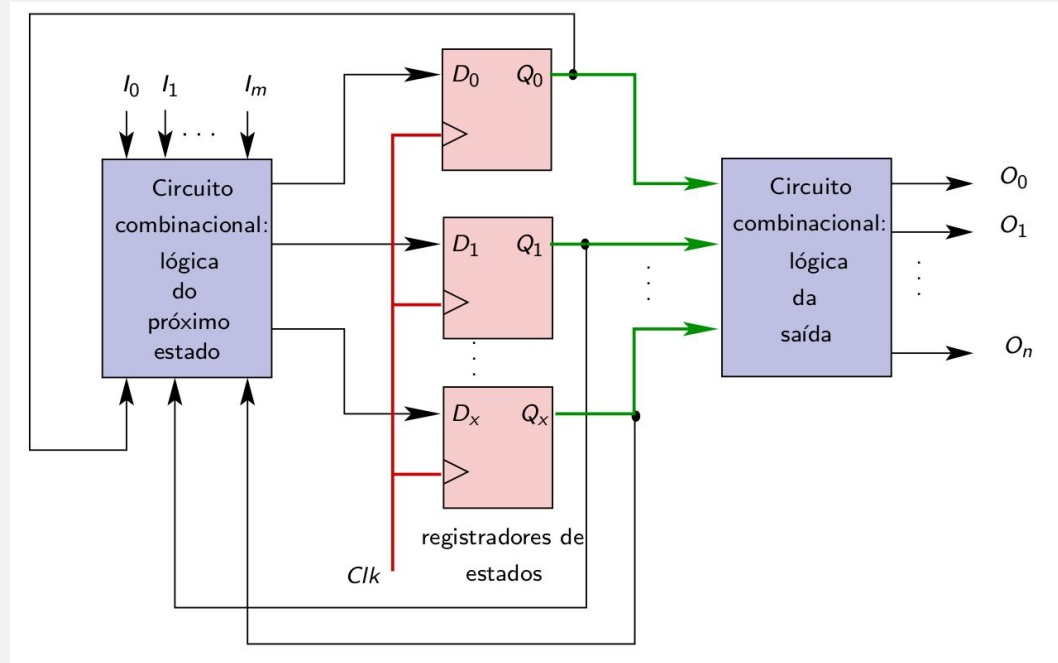 I0 I1 . . . Im
Circuito
combinacional:
lógica
do
próximo
estado
D0 Q0
D1 Q1
Dx Qx
Clk
registradores de
estados
Circuito
combinacional:
lógica
da
saída
O0
O1
On